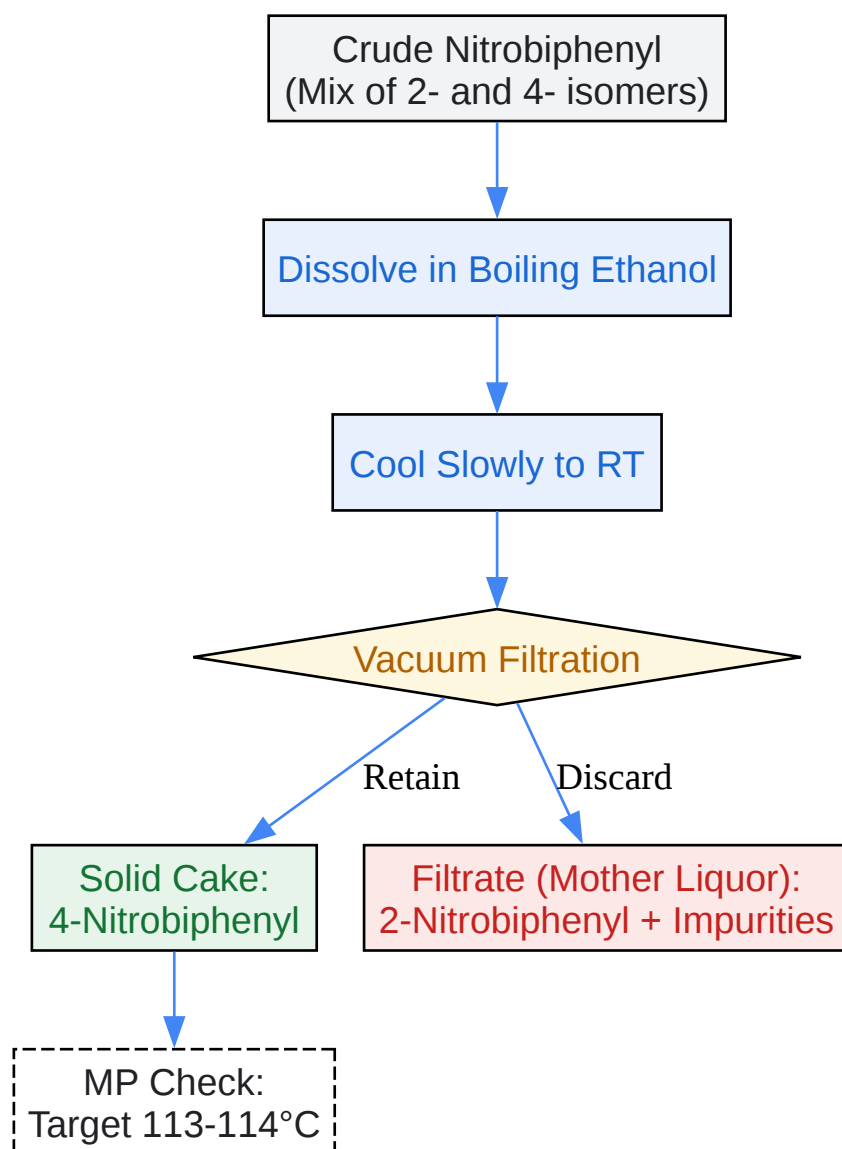 Crude Nitrobiphenyl
(Mix of 2- and 4- isomers)
Dissolve in Boiling Ethanol
Cool Slowly to RT
Vacuum Filtration
Retain
Discard
Solid Cake:
4-Nitrobiphenyl
Filtrate (Mother Liquor):
2-Nitrobiphenyl + Impurities
MP Check:
Target 113-114°C